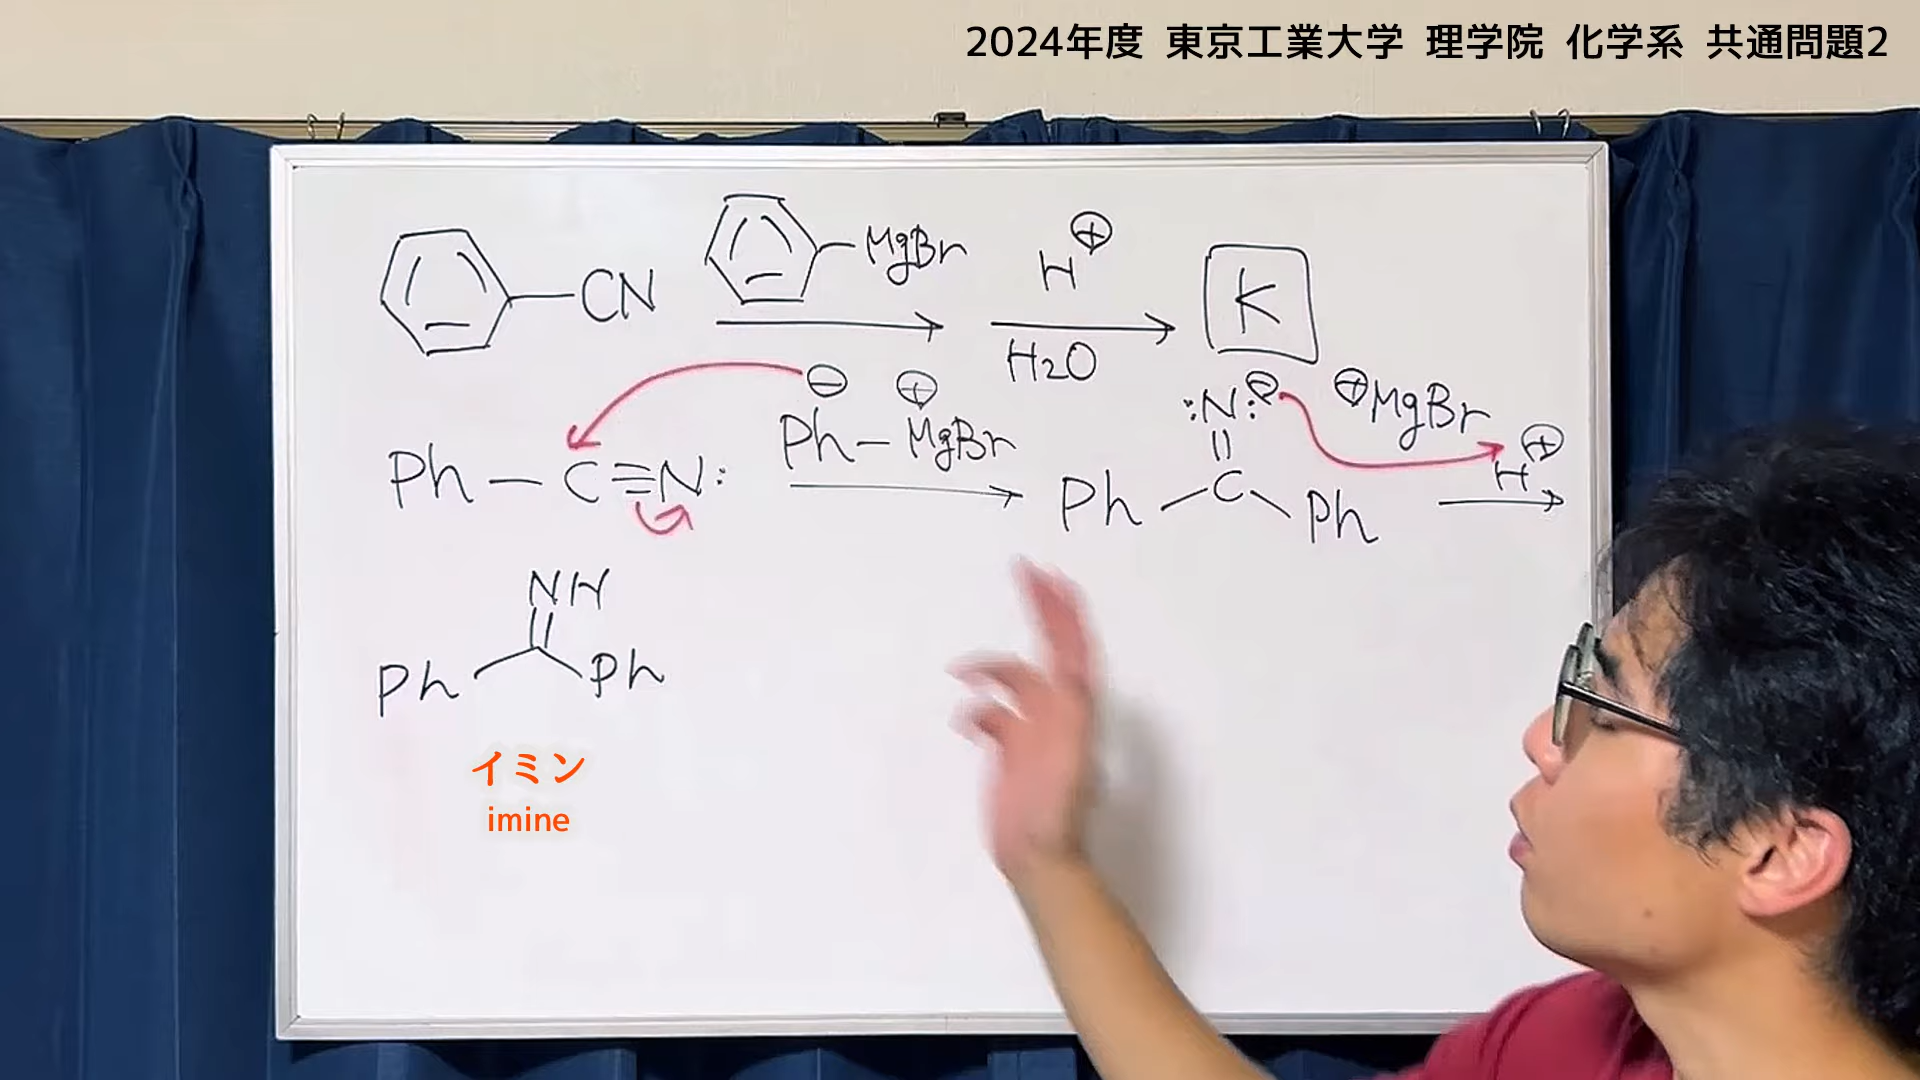 2024年度 東京工業大学 理学院 化学系 共通問題2
CN
MgBr
H⊕
H2O
K
Ph–C≡N:
⊖ ⊕
Ph–MgBr
:N:⊖ ⊕MgBr
Ph C Ph
H⊕
NH
Ph Ph
イミン
imine